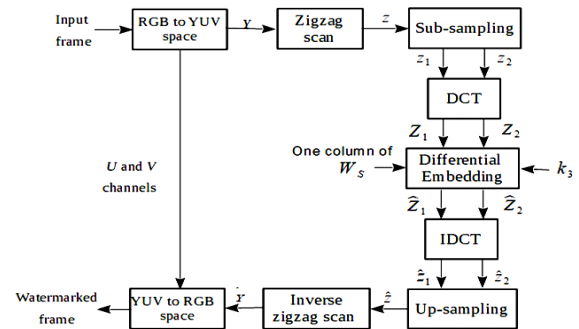 Input frame
RGB to YUV space
Y
Zigzag scan
z
Sub-sampling
z₁ z₂
DCT
Z₁ Z₂
One column of W_S
Differential Embedding
k₃
U and V channels
Ẑ₁ Ẑ₂
IDCT
ẑ₁ ẑ₂
Watermarked frame
YUV to RGB space
Ŷ
Inverse zigzag scan
ẑ
Up-sampling